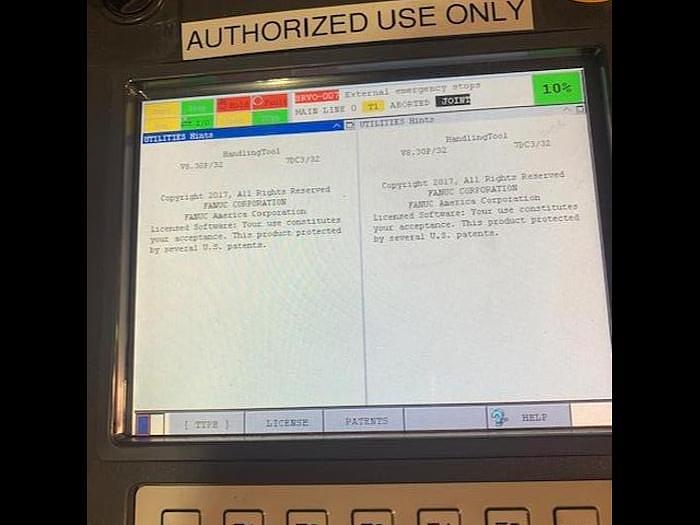 AUTHORIZED USE ONLY
Step
Hold
Fault
I/O
SRVO-007 External emergency stops
MAIN LINE 0 T1 ABORTED JOINT
10%
UTILITIES Hints
HandlingTool
V8.30P/32 7DC3/32
Copyright 2017, All Rights Reserved
FANUC CORPORATION
FANUC America Corporation
Licensed Software: Your use constitutes
your acceptance. This product protected
by several U.S. patents.
UTILITIES Hints
HandlingTool
V8.30P/32 7DC3/32
Copyright 2017, All Rights Reserved
FANUC CORPORATION
FANUC America Corporation
Licensed Software: Your use constitutes
your acceptance. This product protected
by several U.S. patents.
[ TYPE ] LICENSE PATENTS HELP